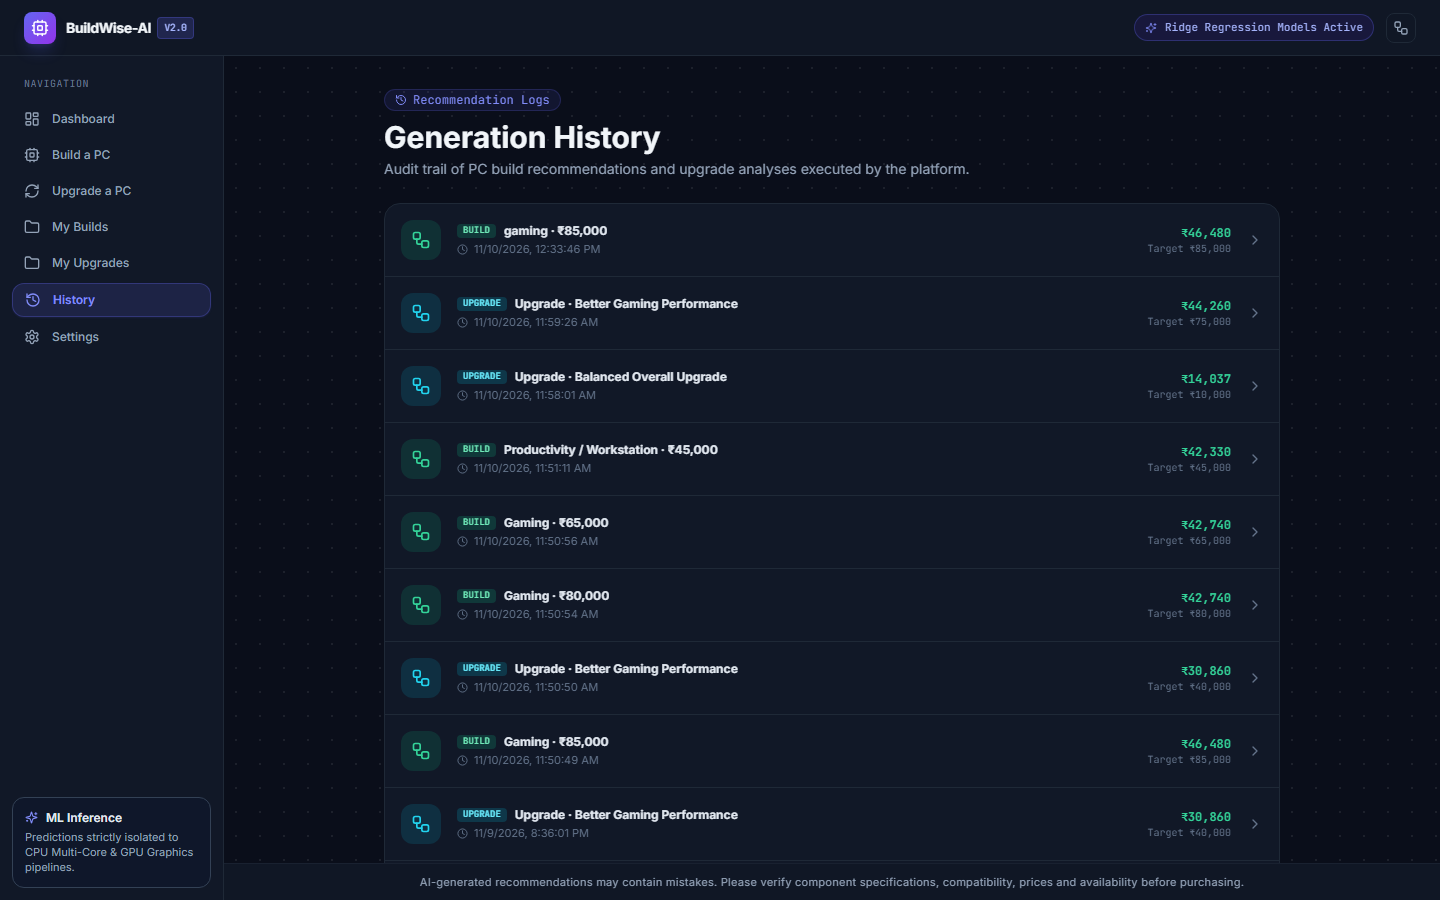 BuildWise-AI V2.0
Ridge Regression Models Active
NAVIGATION
Dashboard
Build a PC
Upgrade a PC
My Builds
My Upgrades
History
Settings
ML Inference
Predictions strictly isolated to
CPU Multi-Core & GPU Graphics
pipelines.
Recommendation Logs
Generation History
Audit trail of PC build recommendations and upgrade analyses executed by the platform.
BUILD gaming · ₹85,000
11/10/2026, 12:33:46 PM
₹46,480
Target ₹85,000
UPGRADE Upgrade · Better Gaming Performance
11/10/2026, 11:59:26 AM
₹44,260
Target ₹75,000
UPGRADE Upgrade · Balanced Overall Upgrade
11/10/2026, 11:58:01 AM
₹14,037
Target ₹10,000
BUILD Productivity / Workstation · ₹45,000
11/10/2026, 11:51:11 AM
₹42,330
Target ₹45,000
BUILD Gaming · ₹65,000
11/10/2026, 11:50:56 AM
₹42,740
Target ₹65,000
BUILD Gaming · ₹80,000
11/10/2026, 11:50:54 AM
₹42,740
Target ₹80,000
UPGRADE Upgrade · Better Gaming Performance
11/10/2026, 11:50:50 AM
₹30,860
Target ₹40,000
BUILD Gaming · ₹85,000
11/10/2026, 11:50:49 AM
₹46,480
Target ₹85,000
UPGRADE Upgrade · Better Gaming Performance
11/9/2026, 8:36:01 PM
₹30,860
Target ₹40,000
AI-generated recommendations may contain mistakes. Please verify component specifications, compatibility, prices and availability before purchasing.